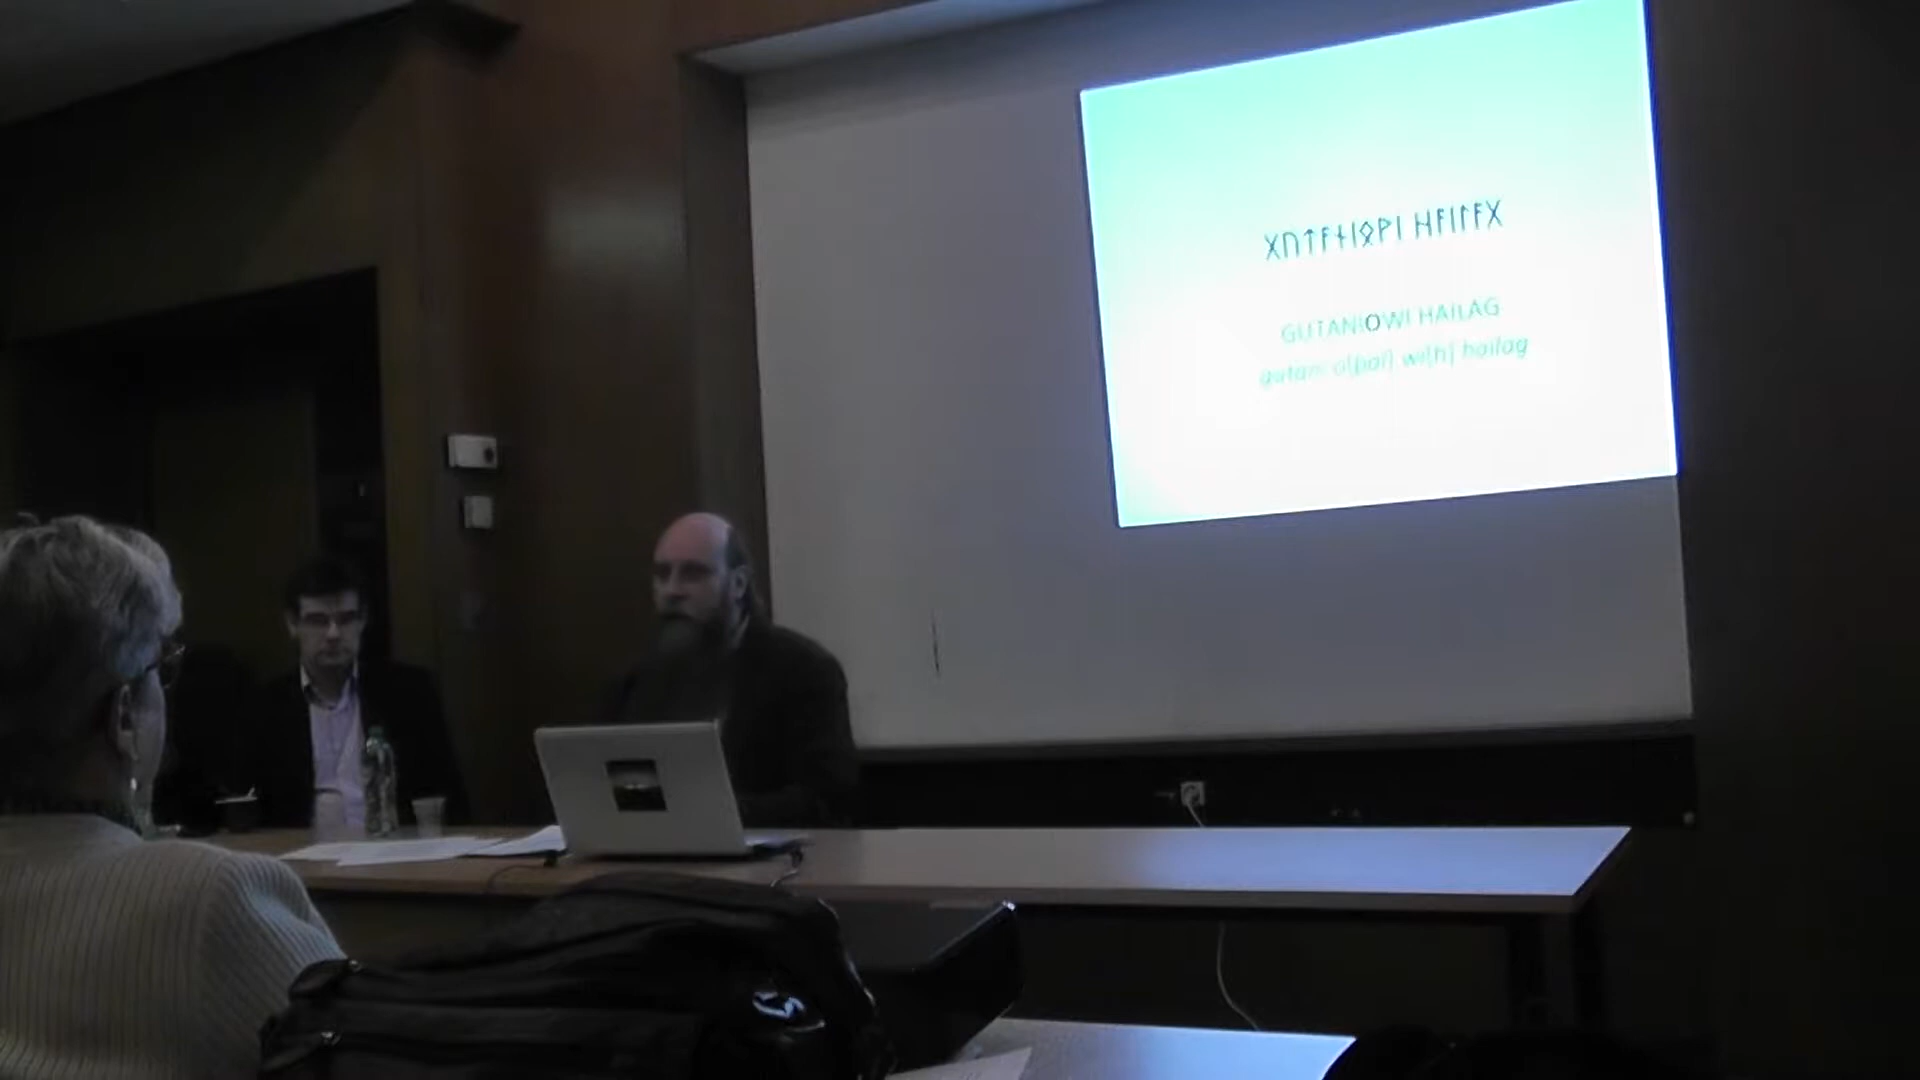 ᚷᚢᛏᚨᚾᛁᛟᚹᛁ ᚺᚨᛁᛚᚨᚷ
GUTANIOWI HAILAG
gutani o[þal] wi[h] hailag